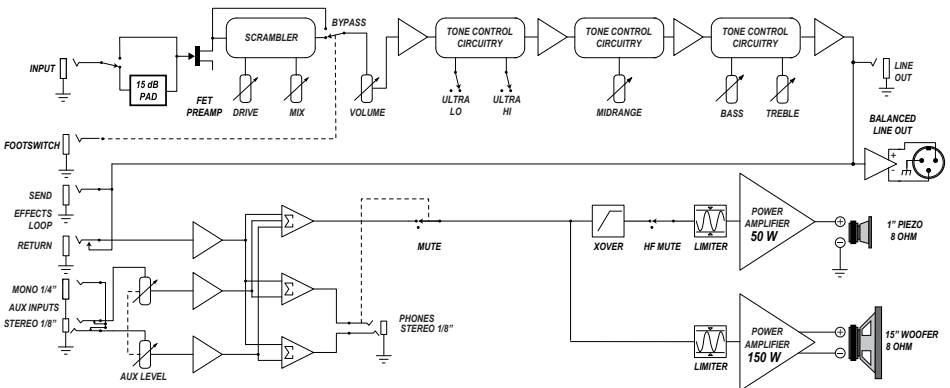 INPUT
15 dB
PAD
FET
PREAMP
SCRAMBLER
BYPASS
DRIVE
MIX
VOLUME
TONE CONTROL
CIRCUITRY
ULTRA
LO
ULTRA
HI
TONE CONTROL
CIRCUITRY
MIDRANGE
TONE CONTROL
CIRCUITRY
BASS
TREBLE
LINE
OUT
BALANCED
LINE OUT
+
-
FOOTSWITCH
SEND
EFFECTS
LOOP
RETURN
MONO 1/4"
AUX INPUTS
STEREO 1/8"
AUX LEVEL
Σ
Σ
Σ
MUTE
PHONES
STEREO 1/8"
XOVER
HF MUTE
LIMITER
POWER
AMPLIFIER
50 W
+
-
1" PIEZO
8 OHM
LIMITER
POWER
AMPLIFIER
150 W
+
-
15" WOOFER
8 OHM